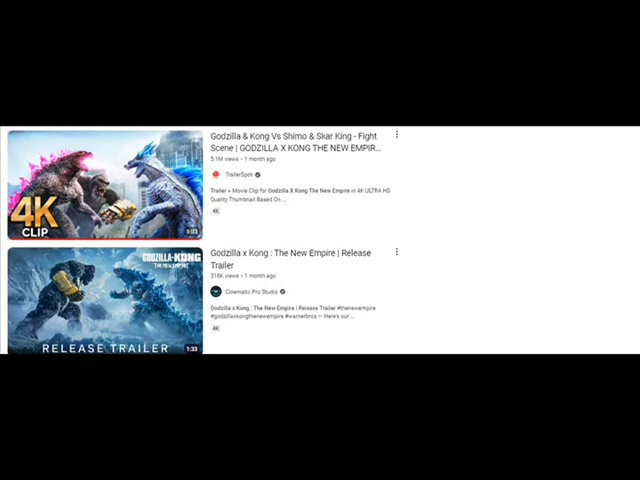 4K
CLIP
5:03
Godzilla & Kong Vs Shimo & Skar King - Fight
Scene | GODZILLA X KONG THE NEW EMPIR...
5.1M views • 1 month ago
TrailerSpot
Trailer + Movie Clip for Godzilla X Kong The New Empire in 4K ULTRA HD
Quality Thumbnail Based On ...
4K
GODZILLA x KONG
THE NEW EMPIRE
RELEASE TRAILER
1:33
Godzilla x Kong : The New Empire | Release
Trailer
316K views • 1 month ago
Cinematic Pro Studio
Godzilla x Kong : The New Empire | Release Trailer #thenewempire
#godzillaxkongthenewempire #warnerbros ─ Here's our ...
4K